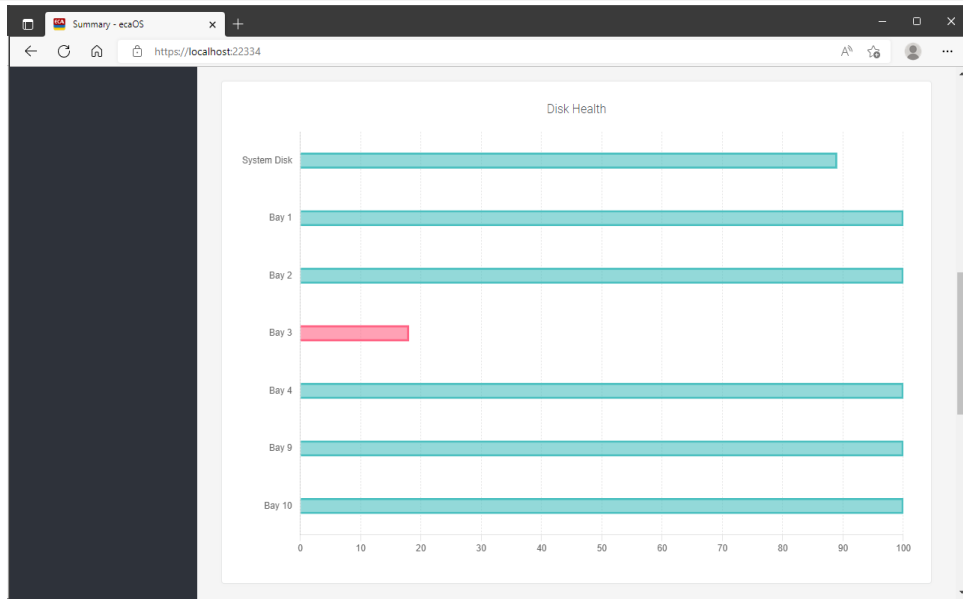 ECA Summary - ecaOS
https://localhost:22334
Disk Health
System Disk
Bay 1
Bay 2
Bay 3
Bay 4
Bay 9
Bay 10
0 10 20 30 40 50 60 70 80 90 100